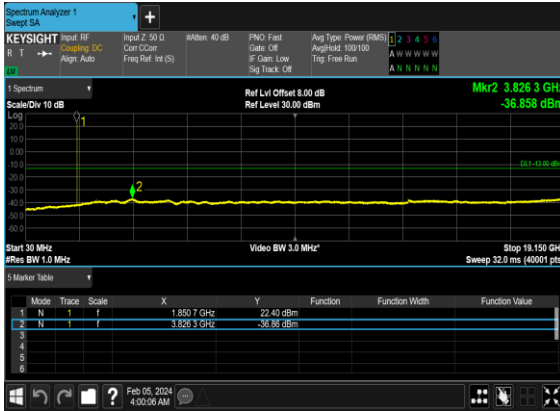 Spectrum Analyzer 1
Swept SA
+
KEYSIGHT Input: RF Input Z: 50 Ω #Atten: 40 dB PNO: Fast Avg Type: Power (RMS) 1 2 3 4 5 6
R T Coupling: DC Corr CCorr Gate: Off Avg|Hold: 100/100 A W W W W W
Align: Auto Freq Ref: Int (S) IF Gain: Low Trig: Free Run
LW Sig Track: Off A N N N N N
1 Spectrum Ref Lvl Offset 8.00 dB Mkr2 3.826 3 GHz
Scale/Div 10 dB Ref Level 30.00 dBm -36.858 dBm
Log
1
20.0
10.0
0.00
-10.0
DL1 -13.00 dBm
-20.0
-30.0
2
-40.0
-50.0
-60.0
Start 30 MHz Video BW 3.0 MHz* Stop 19.150 GHz
#Res BW 1.0 MHz Sweep 32.0 ms (40001 pts)
5 Marker Table
Mode Trace Scale X Y Function Function Width Function Value
1 N 1 f 1.850 7 GHz 22.40 dBm
2 N 1 f 3.826 3 GHz -36.86 dBm
3
4
5
6
? Feb 05, 2024
4:00:06 AM